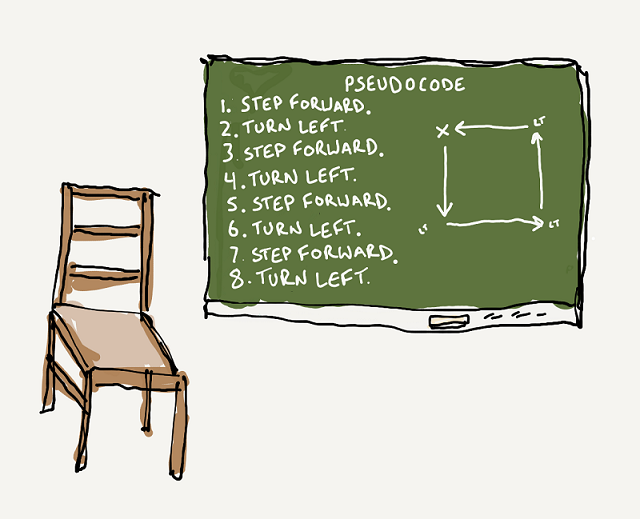 PSEUDOCODE
1. STEP FORWARD.
2. TURN LEFT.
3. STEP FORWARD.
4. TURN LEFT.
5. STEP FORWARD.
6. TURN LEFT.
7. STEP FORWARD.
8. TURN LEFT.
X
LT
LT
LT